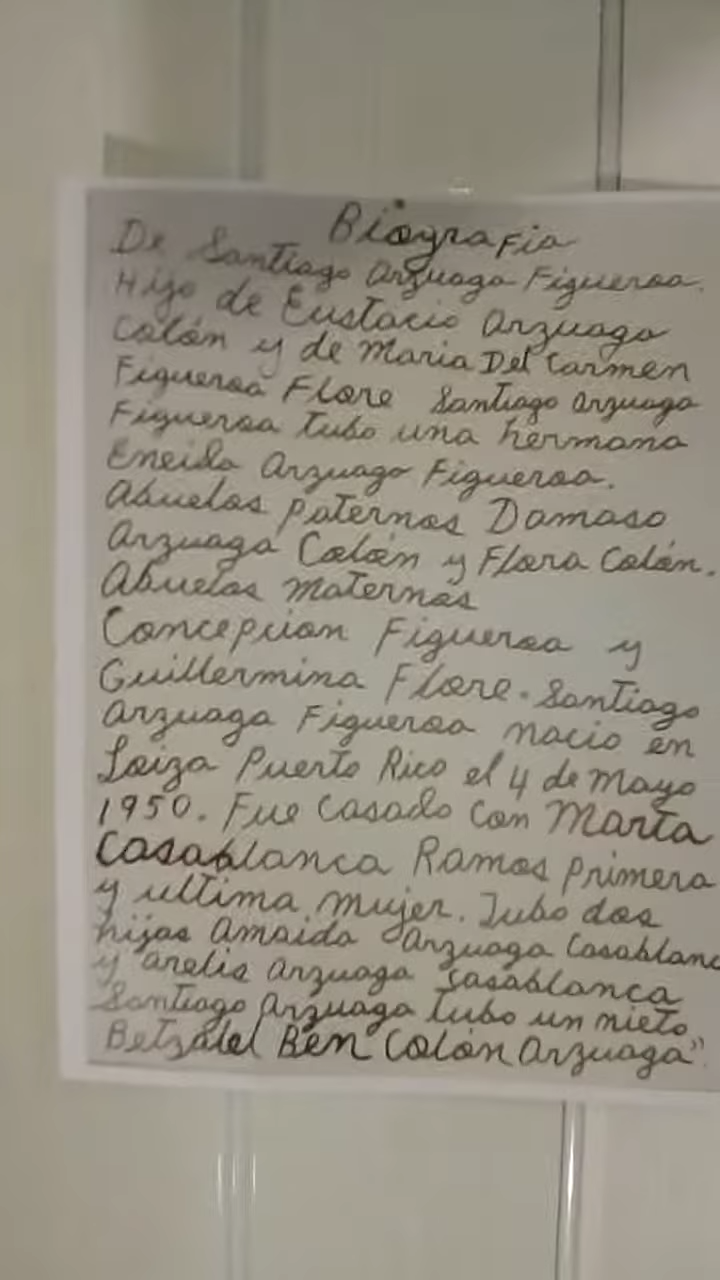 Biografia
De Santiago Arzuaga Figueroa.
Hijo de Eustacio Arzuaga
Colón y de Maria Del Carmen
Figueroa Flore Santiago Arzuaga
Figueroa tubo una hermana
Eneida Arzuaga Figueroa.
Abuelos paternos Damaso
Arzuaga Colón y Flora Colón.
Abuelos maternos
Concepcion Figueroa y
Guillermina Flore. Santiago
Arzuaga Figueroa nacio en
Loiza Puerto Rico el 4 de Mayo
1950. Fue casado con Marta
Casablanca Ramos primera
y ultima mujer. Tubo dos
hijas Amaida Arzuaga Casablanc
y Arelis Arzuaga Casablanca
Santiago Arzuaga tubo un nieto
Betzalel Ben Colón Arzuaga"